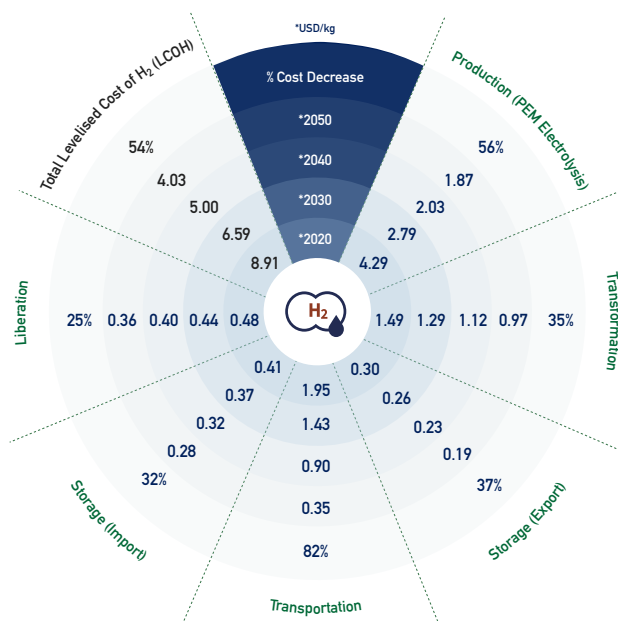 *USD/kg
% Cost Decrease
*2050
*2040
*2030
*2020
H2
Production (PEM Electrolysis)
56%
1.87
2.03
2.79
4.29
Transformation
1.49 1.29 1.12 0.97 35%
Storage (Export)
0.30
0.26
0.23
0.19
37%
Transportation
1.95
1.43
0.90
0.35
82%
Storage (Import)
0.41
0.37
0.32
0.28
32%
Liberation
25% 0.36 0.40 0.44 0.48
Total Levelised Cost of H2 (LCOH)
54%
4.03
5.00
6.59
8.91